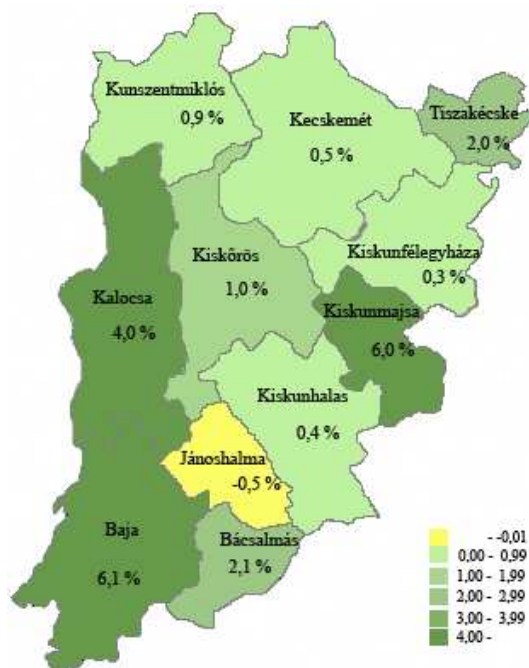 Kunszentmiklós
0,9 %
Kecskemét
0,5 %
Tiszakécske
2,0 %
Kiskőrös
1,0 %
Kiskunfélegyháza
0,3 %
Kalocsa
4,0 %
Kiskunmajsa
6,0 %
Kiskunhalas
0,4 %
Jánoshalma
-0,5 %
Baja
6,1 %
Bácsalmás
2,1 %
- -0,01
0,00 - 0,99
1,00 - 1,99
2,00 - 2,99
3,00 - 3,99
4,00 -